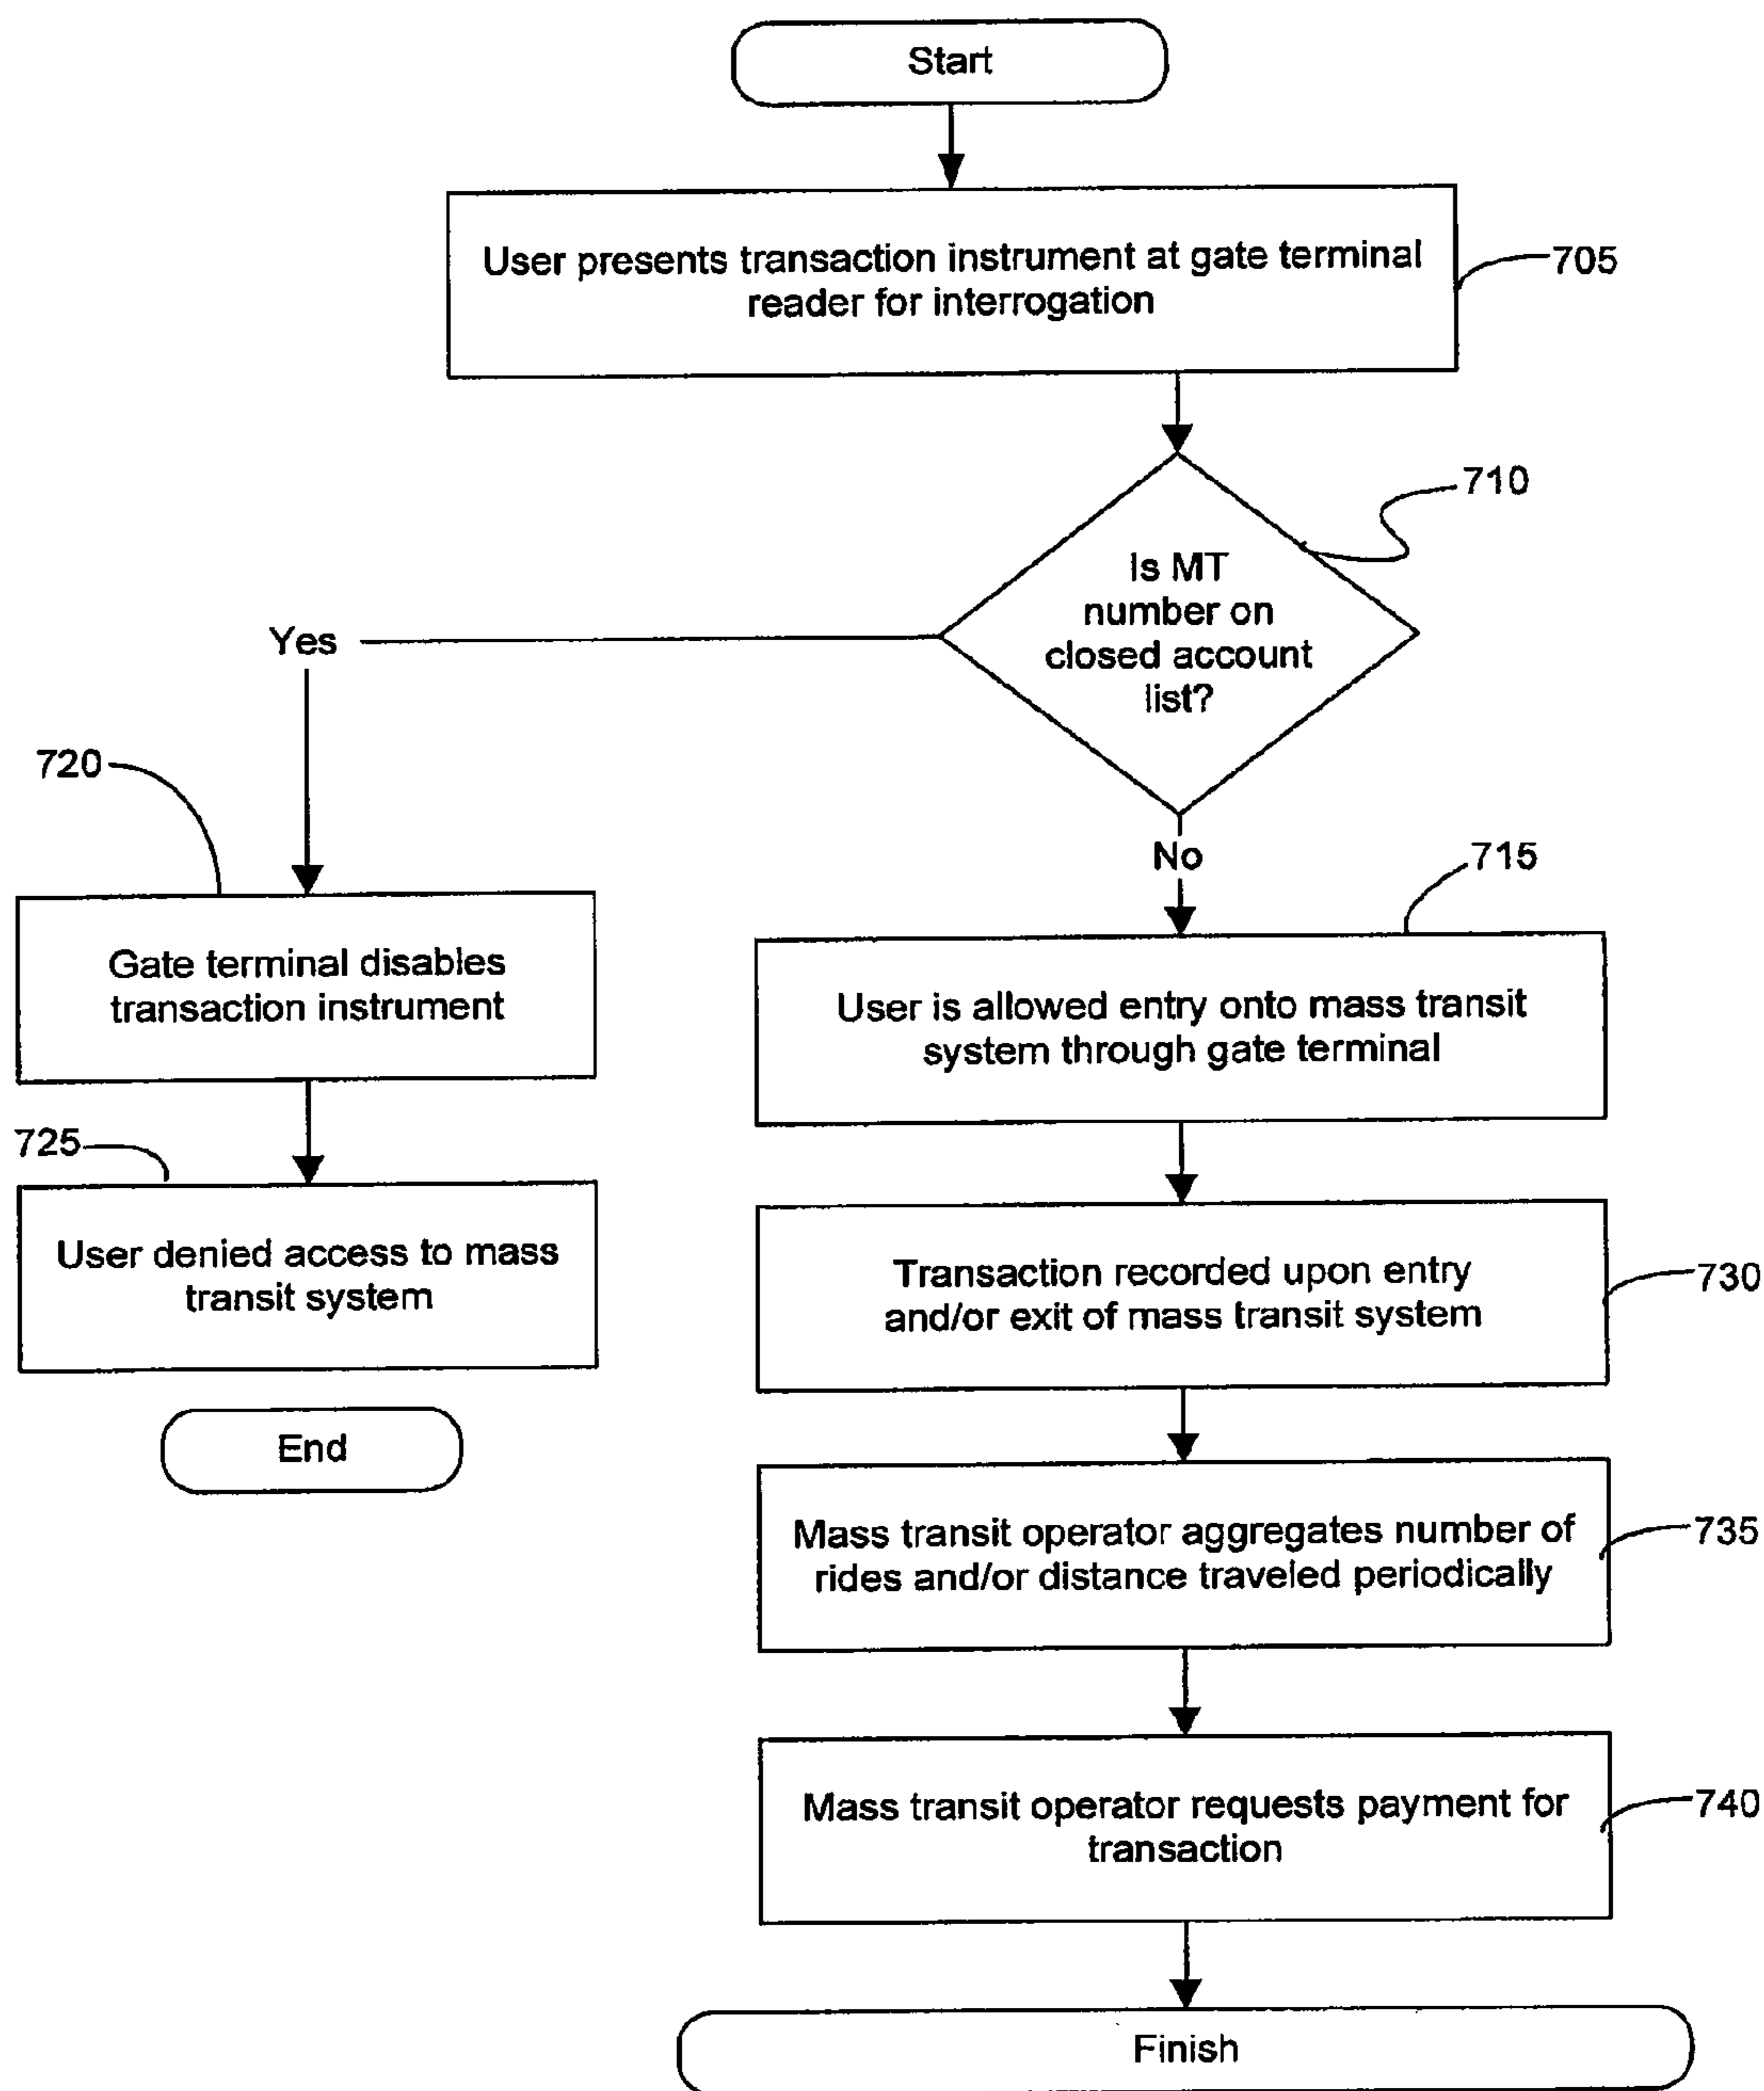 Start
User presents transaction instrument at gate terminal
reader for interrogation
705
710
Is MT
number on
closed account
list?
Yes
No
720
715
Gate terminal disables
transaction instrument
User is allowed entry onto mass transit
system through gate terminal
725
User denied access to mass
transit system
Transaction recorded upon entry
and/or exit of mass transit system
730
End
Mass transit operator aggregates number of
rides and/or distance traveled periodically
735
Mass transit operator requests payment for
transaction
740
Finish